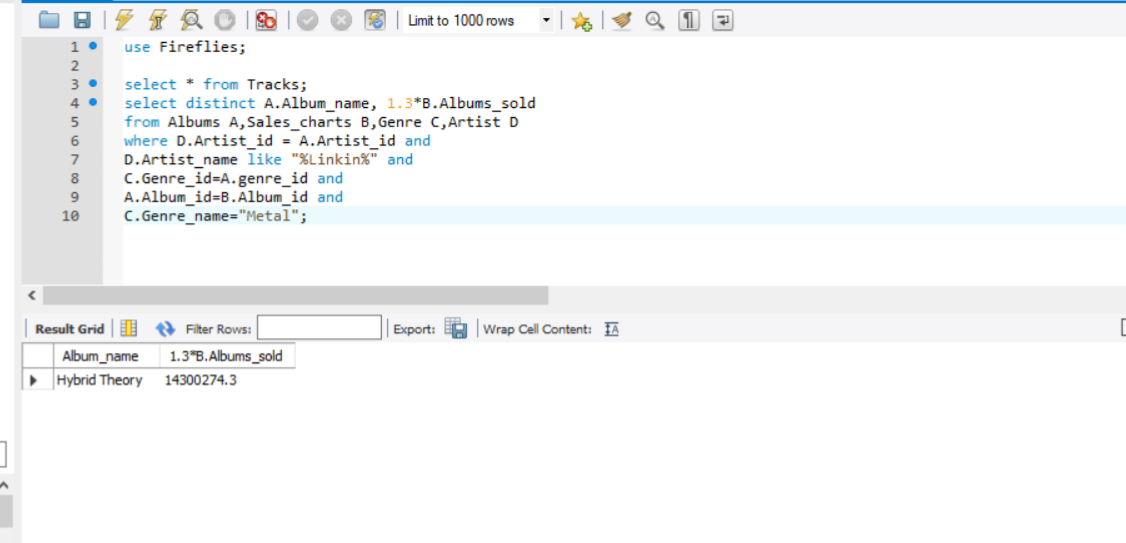 Limit to 1000 rows
1 use Fireflies;
2
3 select * from Tracks;
4 select distinct A.Album_name, 1.3*B.Albums_sold
5 from Albums A,Sales_charts B,Genre C,Artist D
6 where D.Artist_id = A.Artist_id and
7 D.Artist_name like "%Linkin%" and
8 C.Genre_id=A.genre_id and
9 A.Album_id=B.Album_id and
10 C.Genre_name="Metal";
Result Grid Filter Rows: Export: Wrap Cell Content:
Album_name 1.3*B.Albums_sold
Hybrid Theory 14300274.3